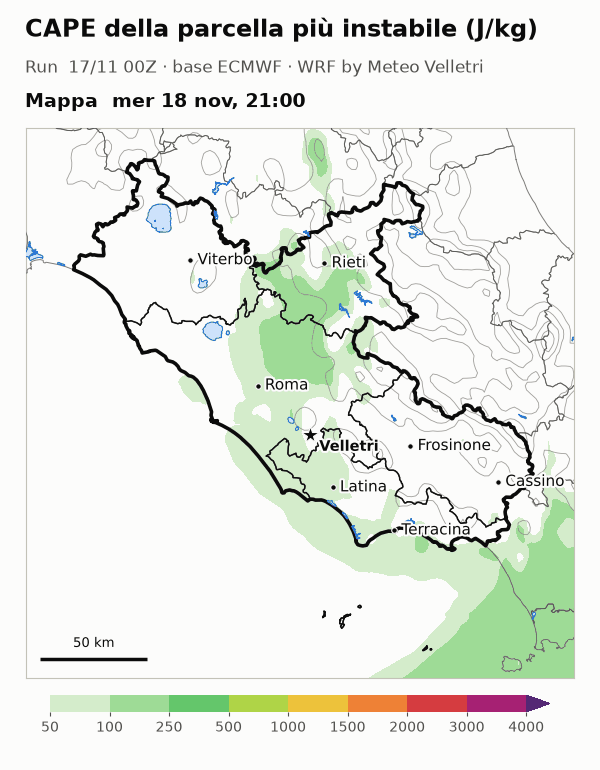 CAPE della parcella più instabile (J/kg)
Run 17/11 00Z · base ECMWF · WRF by Meteo Velletri
Mappa mer 18 nov, 21:00
Viterbo
Rieti
Roma
Velletri
Frosinone
Latina
Cassino
Terracina
50 km
50 100 250 500 1000 1500 2000 3000 4000